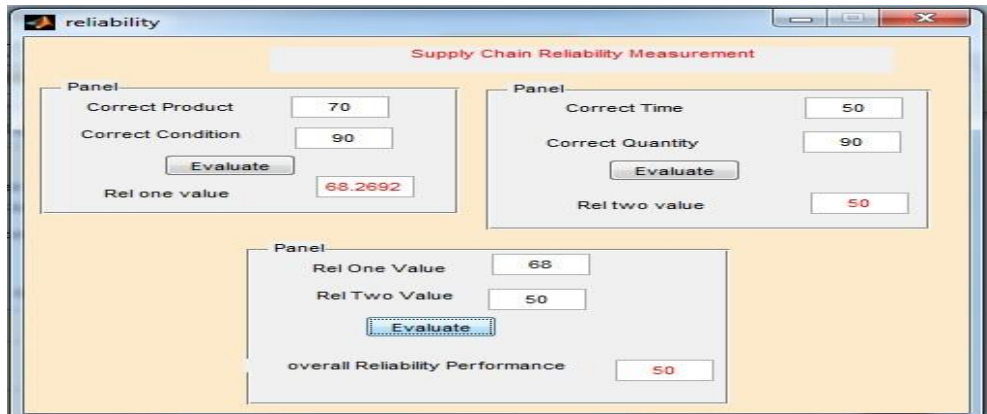 reliability
Supply Chain Reliability Measurement
Panel
Correct Product 70
Correct Condition 90
Evaluate
Rel one value 68.2692
Panel
Correct Time 50
Correct Quantity 90
Evaluate
Rel two value 50
Panel
Rel One Value 68
Rel Two Value 50
Evaluate
overall Reliability Performance 50